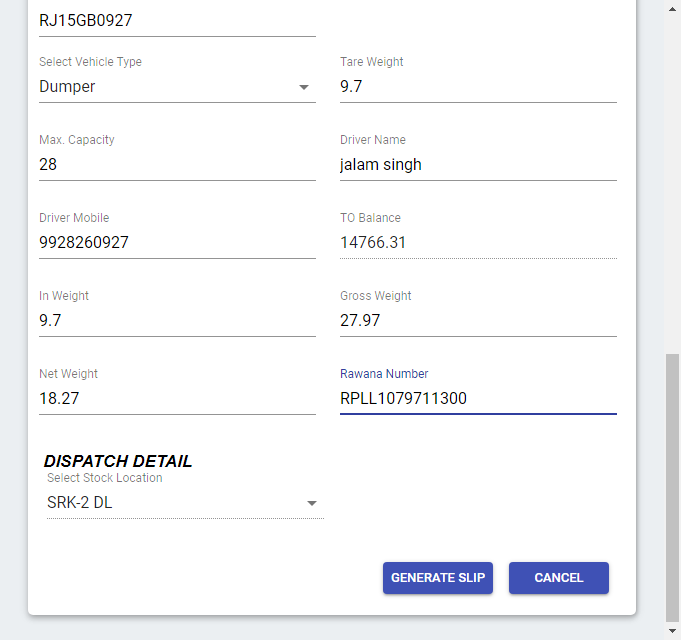 RJ15GB0927
Select Vehicle Type
Tare Weight
Dumper
9.7
Max. Capacity
Driver Name
28
jalam singh
Driver Mobile
TO Balance
9928260927
14766.31
In Weight
Gross Weight
9.7
27.97
Net Weight
Rawana Number
18.27
RPLL1079711300
DISPATCH DETAIL
Select Stock Location
SRK-2 DL
GENERATE SLIP
CANCEL